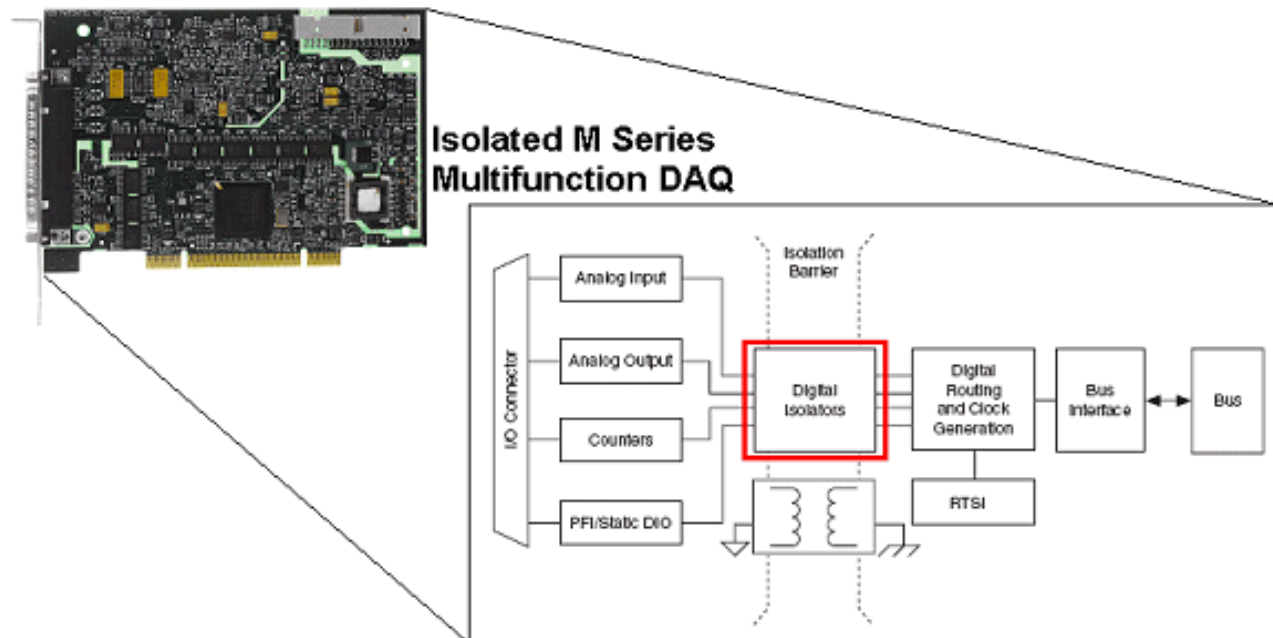 Isolated M Series
Multifunction DAQ
Isolation
Barrier
I/O Connector
Analog Input
Analog Output
Counters
PFI/Static DIO
Digital
Isolators
Digital
Routing
and Clock
Generation
Bus
Interface
Bus
RTSI